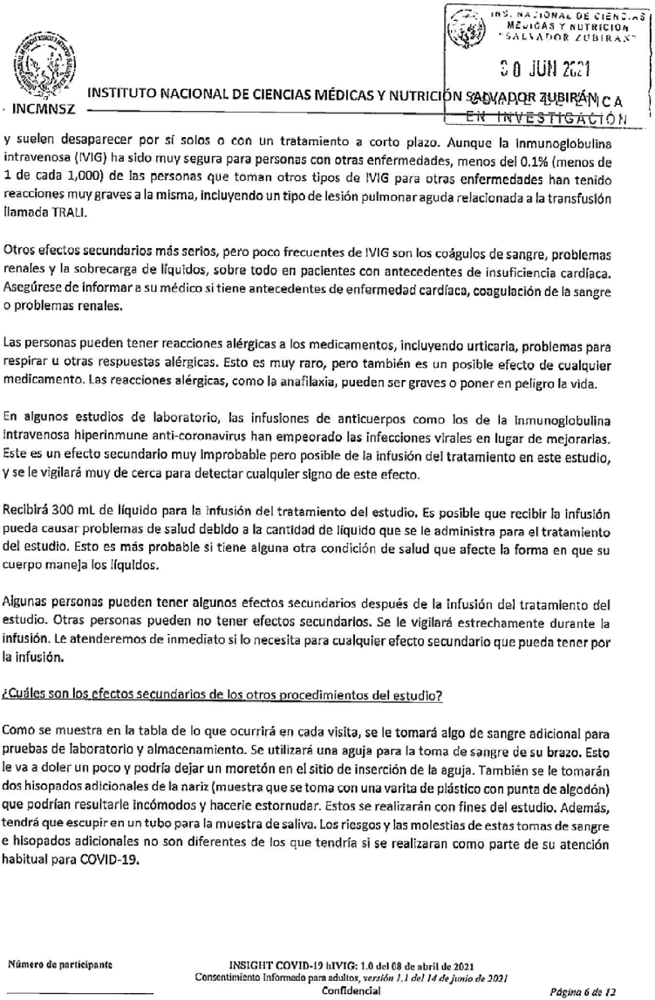 INS. NACIONAL DE CIENCIAS
MEDICAS Y NUTRICION
"SALVADOR ZUBIRAN"
30 JUN 2021
INSTITUTO NACIONAL DE CIENCIAS MÉDICAS Y NUTRICIÓN SALVADOR ZUBIRÁN
INCMNSZ
EN INVESTIGACIÓN
y suelen desaparecer por sí solos o con un tratamiento a corto plazo. Aunque la inmunoglobulina
intravenosa (IVIG) ha sido muy segura para personas con otras enfermedades, menos del 0.1% (menos de
1 de cada 1,000) de las personas que toman otros tipos de IVIG para otras enfermedades han tenido
reacciones muy graves a la misma, incluyendo un tipo de lesión pulmonar aguda relacionada a la transfusión
llamada TRALI.
Otros efectos secundarios más serios, pero poco frecuentes de IVIG son los coágulos de sangre, problemas
renales y la sobrecarga de líquidos, sobre todo en pacientes con antecedentes de insuficiencia cardíaca.
Asegúrese de informar a su médico si tiene antecedentes de enfermedad cardíaca, coagulación de la sangre
o problemas renales.
Las personas pueden tener reacciones alérgicas a los medicamentos, incluyendo urticaria, problemas para
respirar u otras respuestas alérgicas. Esto es muy raro, pero también es un posible efecto de cualquier
medicamento. Las reacciones alérgicas, como la anafilaxia, pueden ser graves o poner en peligro la vida.
En algunos estudios de laboratorio, las infusiones de anticuerpos como los de la inmunoglobulina
intravenosa hiperinmune anti-coronavirus han empeorado las infecciones virales en lugar de mejorarlas.
Este es un efecto secundario muy improbable pero posible de la infusión del tratamiento en este estudio,
y se le vigilará muy de cerca para detectar cualquier signo de este efecto.
Recibirá 300 mL de líquido para la infusión del tratamiento del estudio. Es posible que recibir la infusión
pueda causar problemas de salud debido a la cantidad de líquido que se le administra para el tratamiento
del estudio. Esto es más probable si tiene alguna otra condición de salud que afecte la forma en que su
cuerpo maneja los líquidos.
Algunas personas pueden tener algunos efectos secundarios después de la infusión del tratamiento del
estudio. Otras personas pueden no tener efectos secundarios. Se le vigilará estrechamente durante la
infusión. Le atenderemos de inmediato si lo necesita para cualquier efecto secundario que pueda tener por
la infusión.
¿Cuáles son los efectos secundarios de los otros procedimientos del estudio?
Como se muestra en la tabla de lo que ocurrirá en cada visita, se le tomará algo de sangre adicional para
pruebas de laboratorio y almacenamiento. Se utilizará una aguja para la toma de sangre de su brazo. Esto
le va a doler un poco y podría dejar un moretón en el sitio de inserción de la aguja. También se le tomarán
dos hisopados adicionales de la nariz (muestra que se toma con una varita de plástico con punta de algodón)
que podrían resultarle incómodos y hacerle estornudar. Estos se realizarán con fines del estudio. Además,
tendrá que escupir en un tubo para la muestra de saliva. Los riesgos y las molestias de estas tomas de sangre
e hisopados adicionales no son diferentes de los que tendría si se realizaran como parte de su atención
habitual para COVID-19.
Número de participante
INSIGHT COVID-19 hIVIG: 1.0 del 08 de abril de 2021
Consentimiento Informado para adultos, versión 1.1 del 14 de junio de 2021
Confidencial
Página 6 de 12